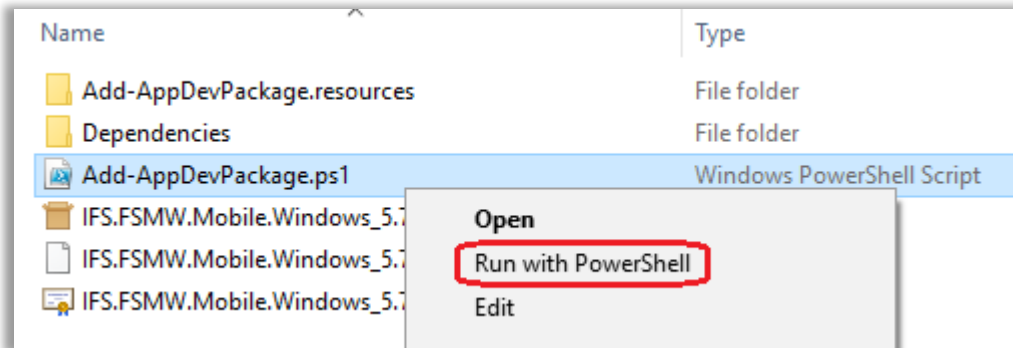 Name Type
Add-AppDevPackage.resources File folder
Dependencies File folder
Add-AppDevPackage.ps1 Windows PowerShell Script
IFS.FSMW.Mobile.Windows_5.7
Open
IFS.FSMW.Mobile.Windows_5.7
Run with PowerShell
IFS.FSMW.Mobile.Windows_5.7
Edit